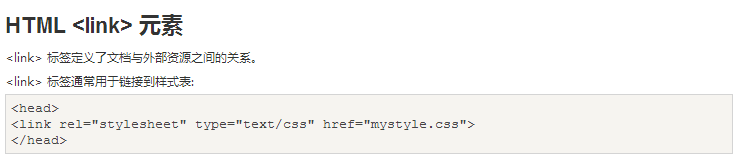 HTML <link> 元素
<link> 标签定义了文档与外部资源之间的关系。
<link> 标签通常用于链接到样式表:
<head>
<link rel="stylesheet" type="text/css" href="mystyle.css">
</head>